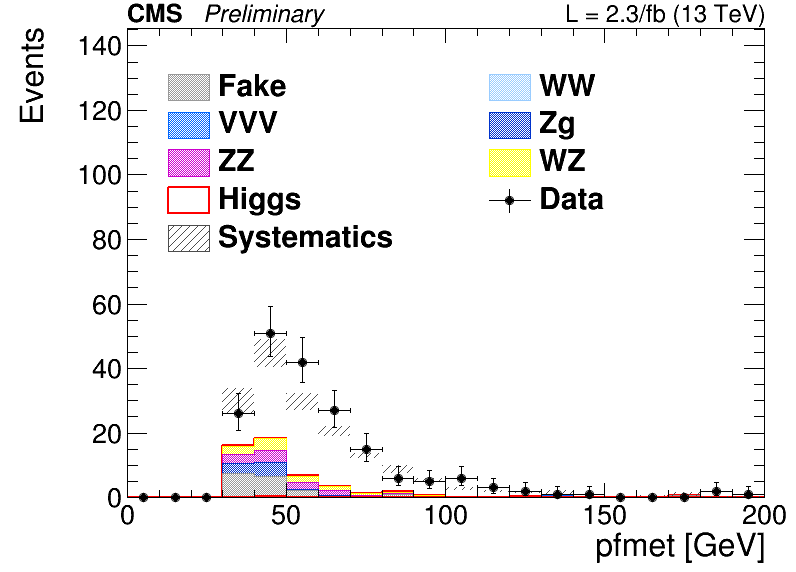 CMS Preliminary L = 2.3/fb (13 TeV)
Events
140
120
100
80
60
40
20
0
Fake WW
VVV Zg
ZZ WZ
Higgs Data
Systematics
0 50 100 150 200
pfmet [GeV]